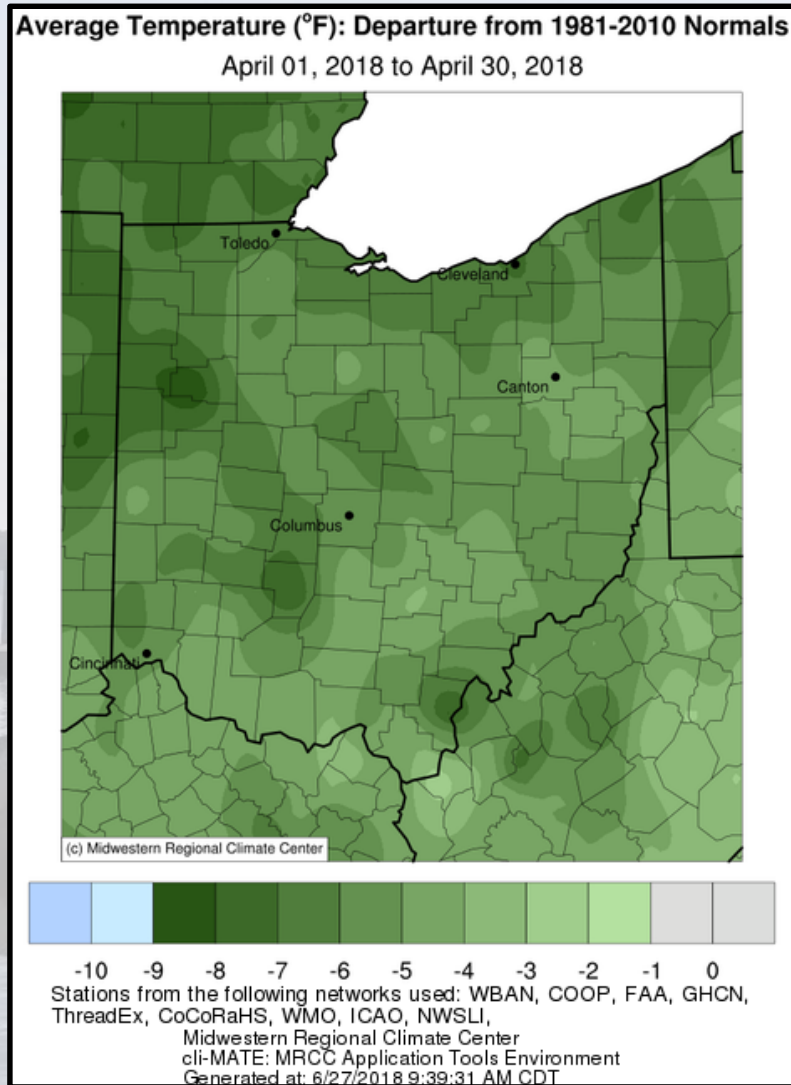 Average Temperature (°F): Departure from 1981-2010 Normals
April 01, 2018 to April 30, 2018
Toledo
Cleveland
Canton
Columbus
Cincinnati
(c) Midwestern Regional Climate Center
-10 -9 -8 -7 -6 -5 -4 -3 -2 -1 0
Stations from the following networks used: WBAN, COOP, FAA, GHCN,
ThreadEx, CoCoRaHS, WMO, ICAO, NWSLI,
Midwestern Regional Climate Center
cli-MATE: MRCC Application Tools Environment
Generated at: 6/27/2018 9:39:31 AM CDT